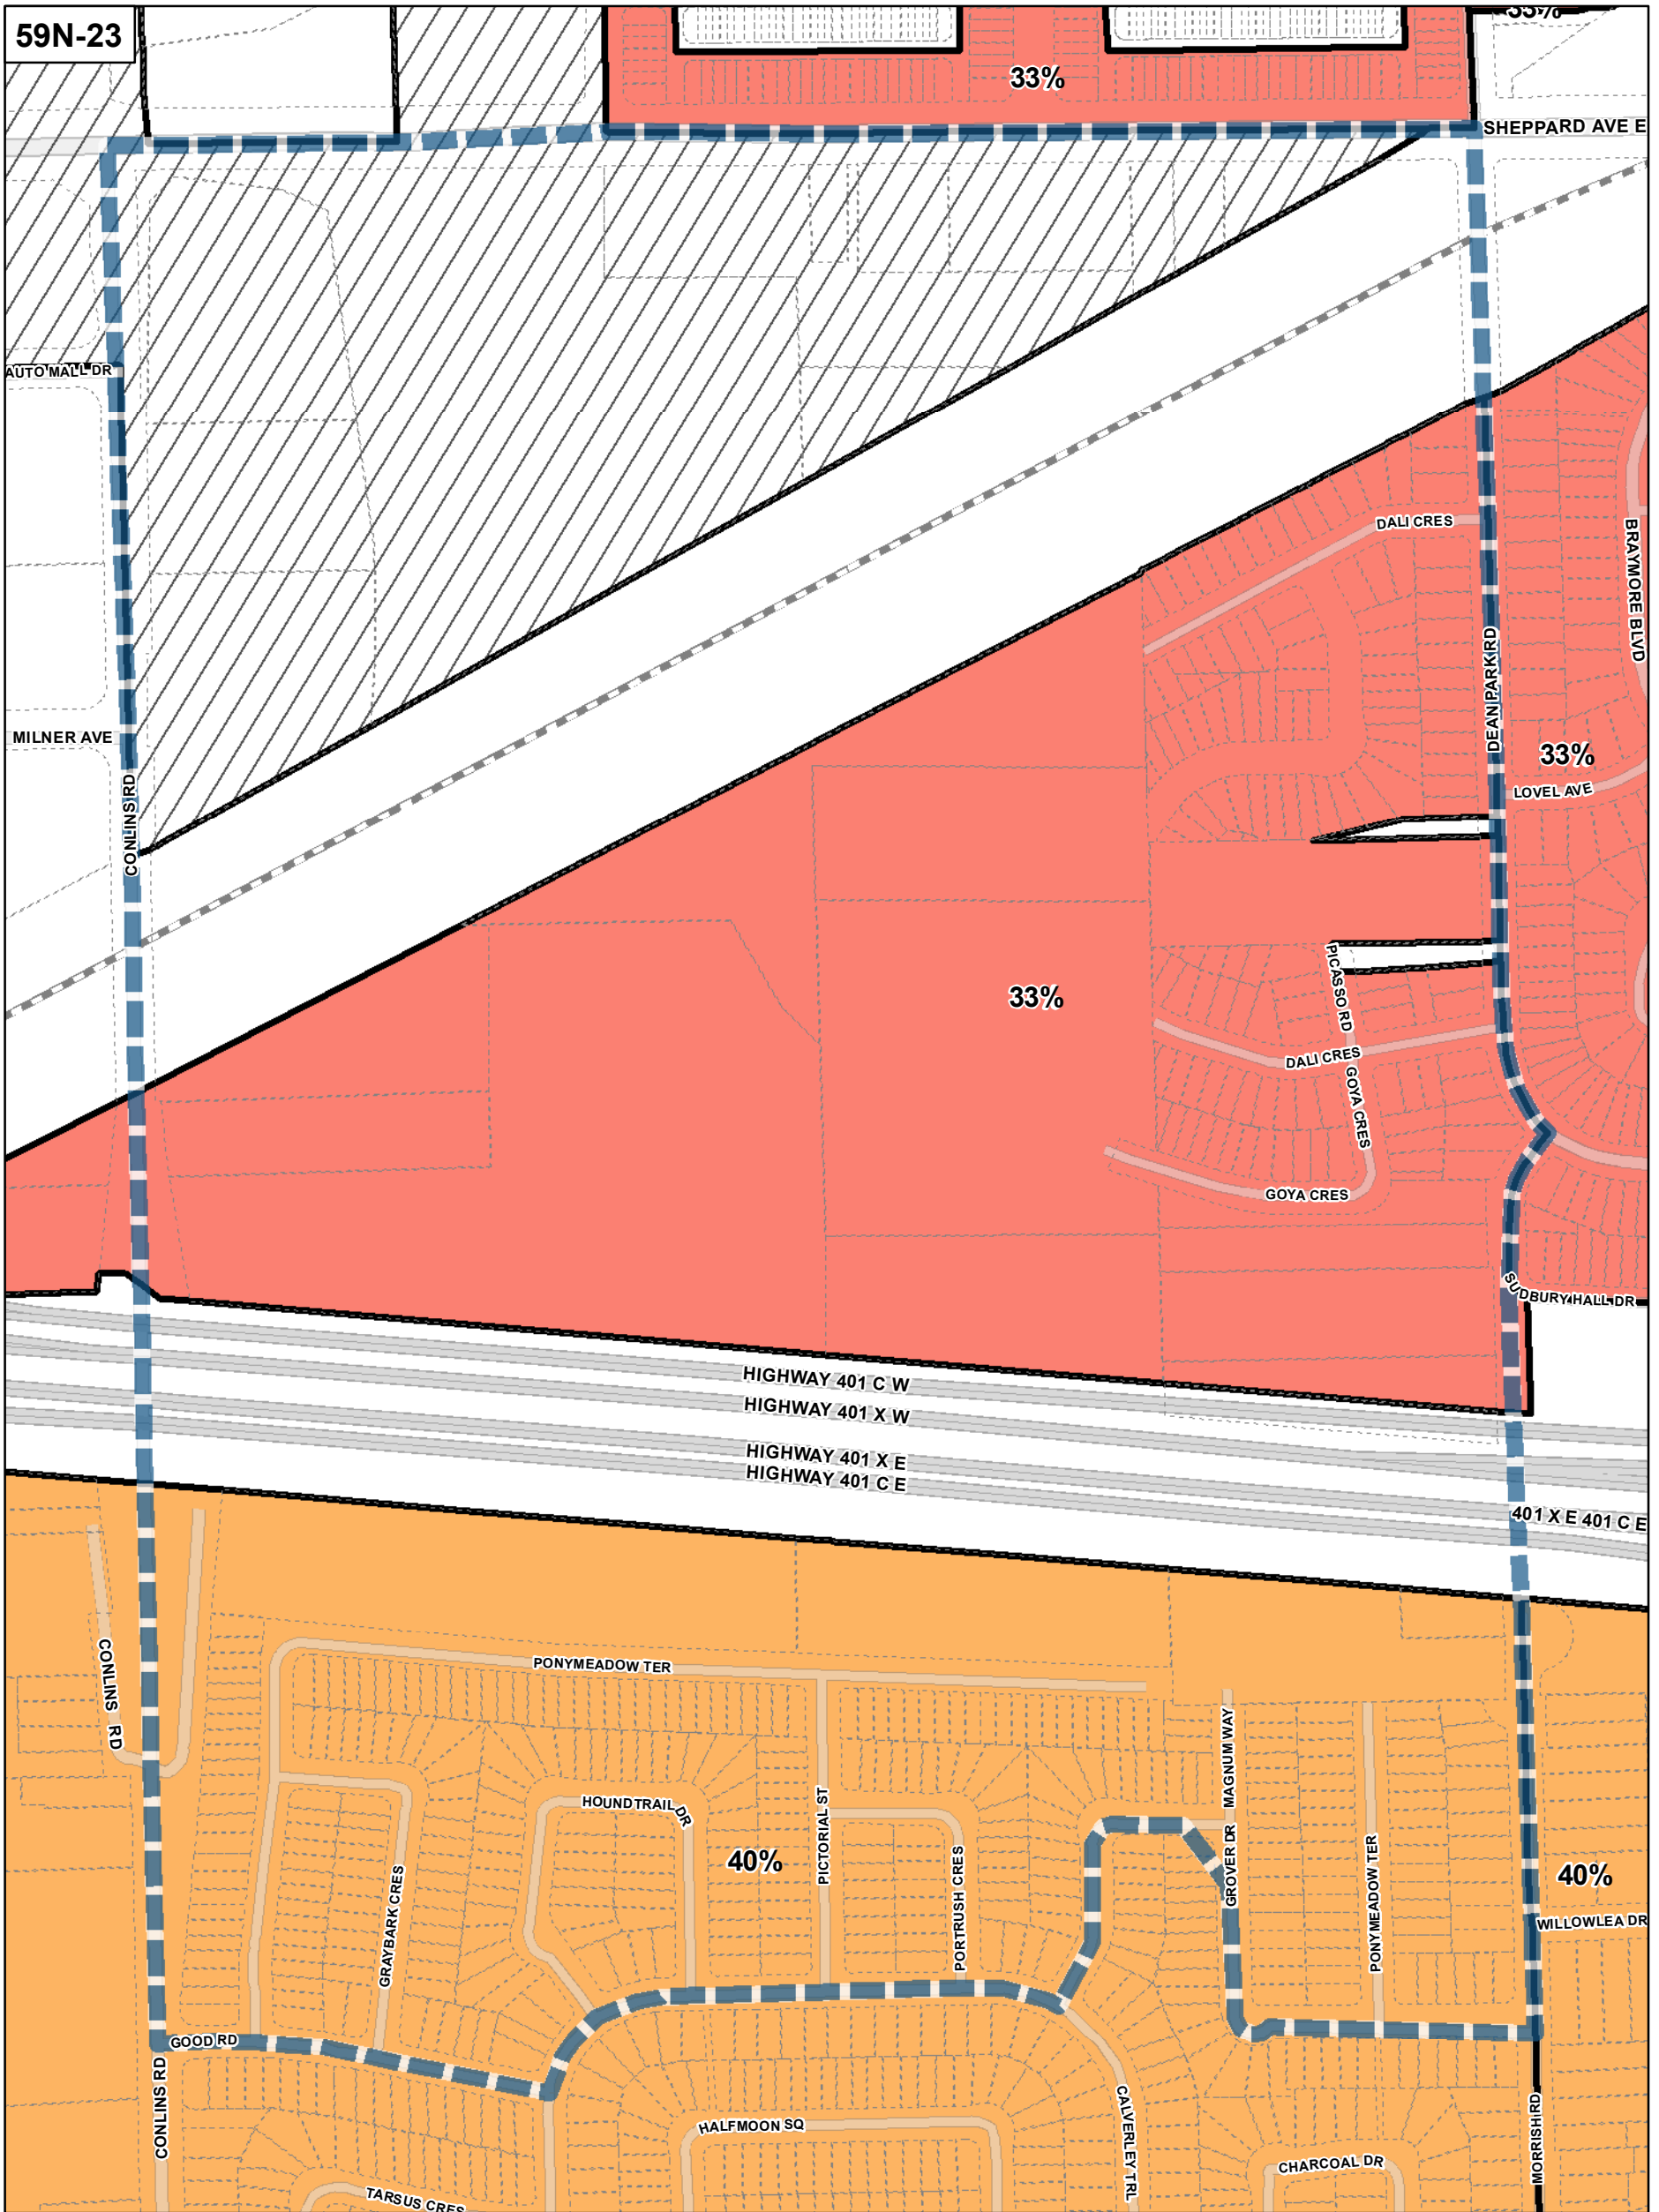 59N-23
33%
33%
SHEPPARD AVE E
AUTO MALL DR
DALI CRES
BRAYMORE BLVD
DEAN PARK RD
MILNER AVE
33%
LOVEL AVE
CONLINS RD
PICASSO RD
33%
DALI CRES
GOYA CRES
GOYA CRES
SUDBURY HALL DR
HIGHWAY 401 C W
HIGHWAY 401 X W
HIGHWAY 401 X E
HIGHWAY 401 C E
401 X E 401 C E
CONLINS RD
PONYMEADOW TER
MAGNUM WAY
HOUNDTRAIL DR
PICTORIAL ST
40%
GROVER DR
PONYMEADOW TER
40%
GRAYBARK CRES
PORTRUSH CRES
WILLOWLEA DR
GOOD RD
CONLINS RD
HALFMOON SQ
CALVERLEY TRL
MORRISH RD
CHARCOAL DR
TARSUS CRES